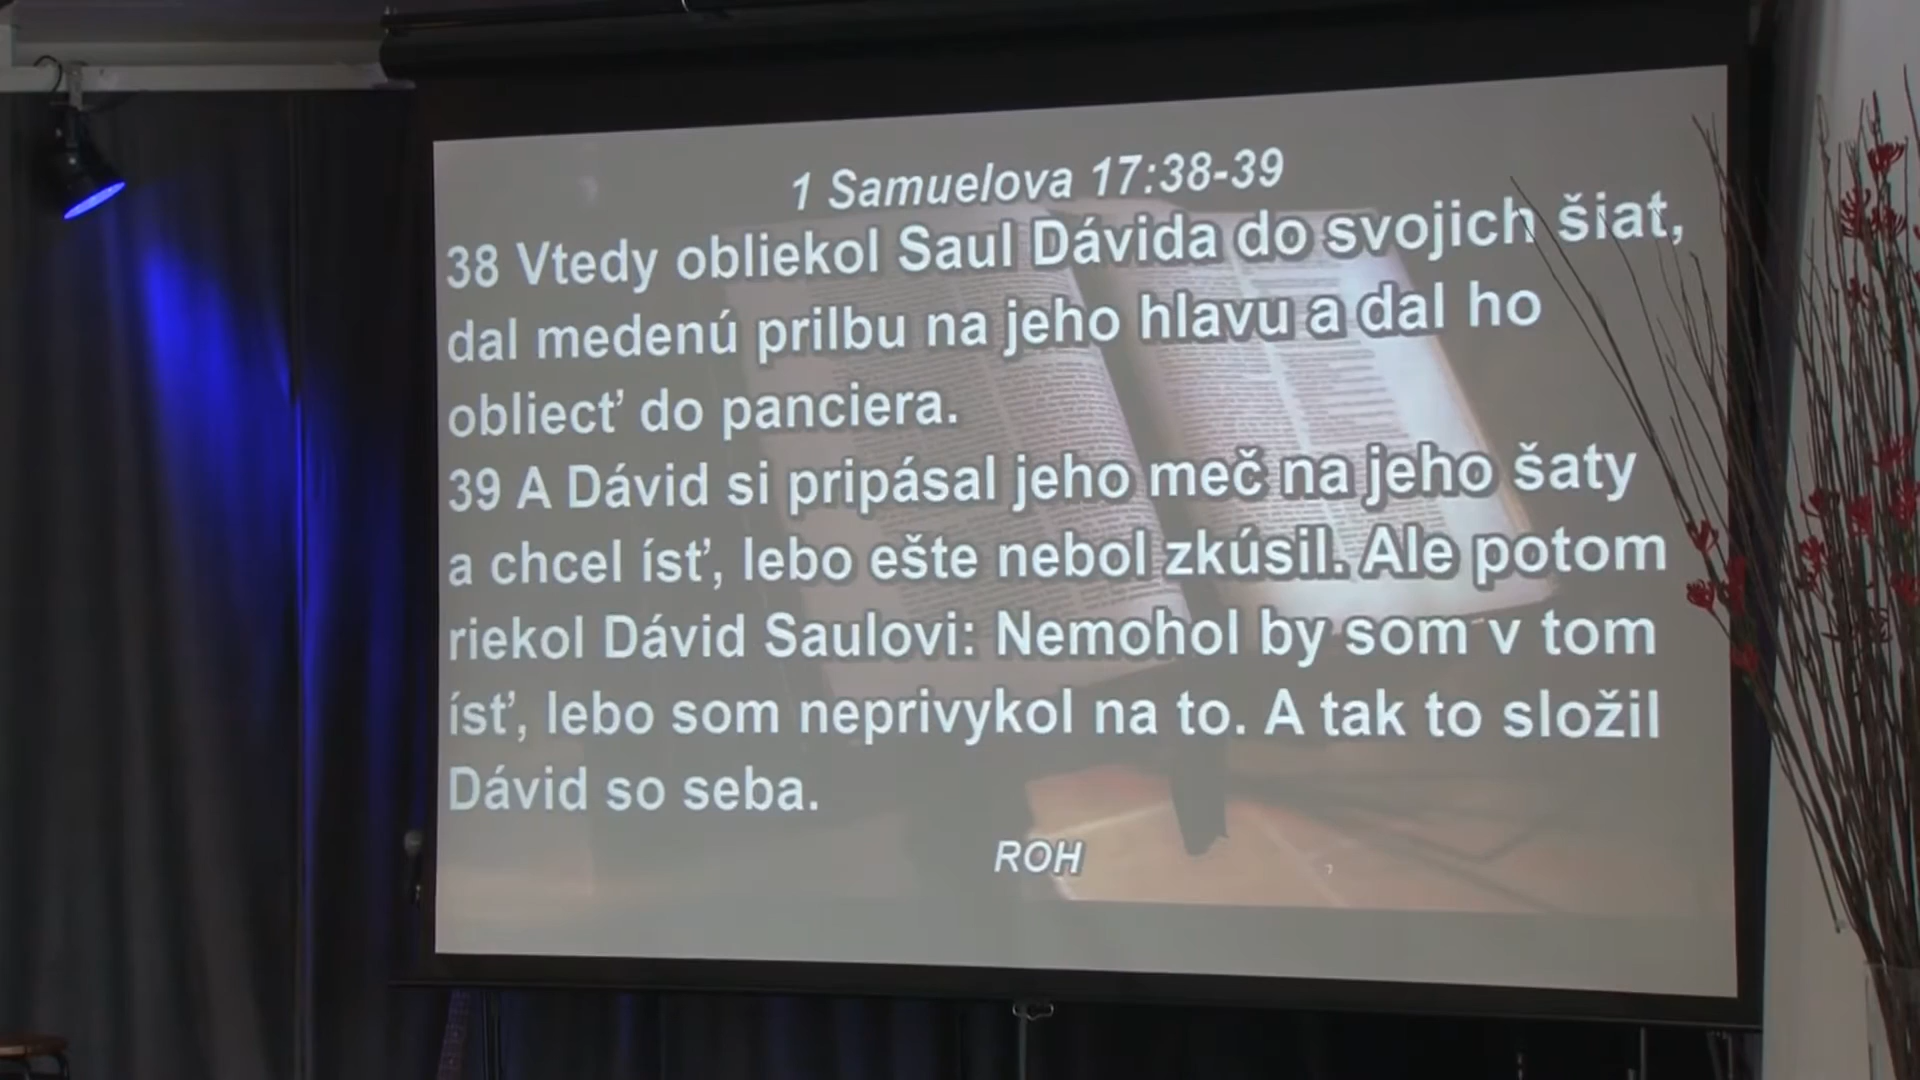 1 Samuelova 17:38-39
38 Vtedy obliekol Saul Dávida do svojich šiat,
dal medenú prilbu na jeho hlavu a dal ho
obliecť do panciera.
39 A Dávid si pripásal jeho meč na jeho šaty
a chcel ísť, lebo ešte nebol zkúsil. Ale potom
riekol Dávid Saulovi: Nemohol by som v tom
ísť, lebo som neprivykol na to. A tak to složil
Dávid so seba.
ROH